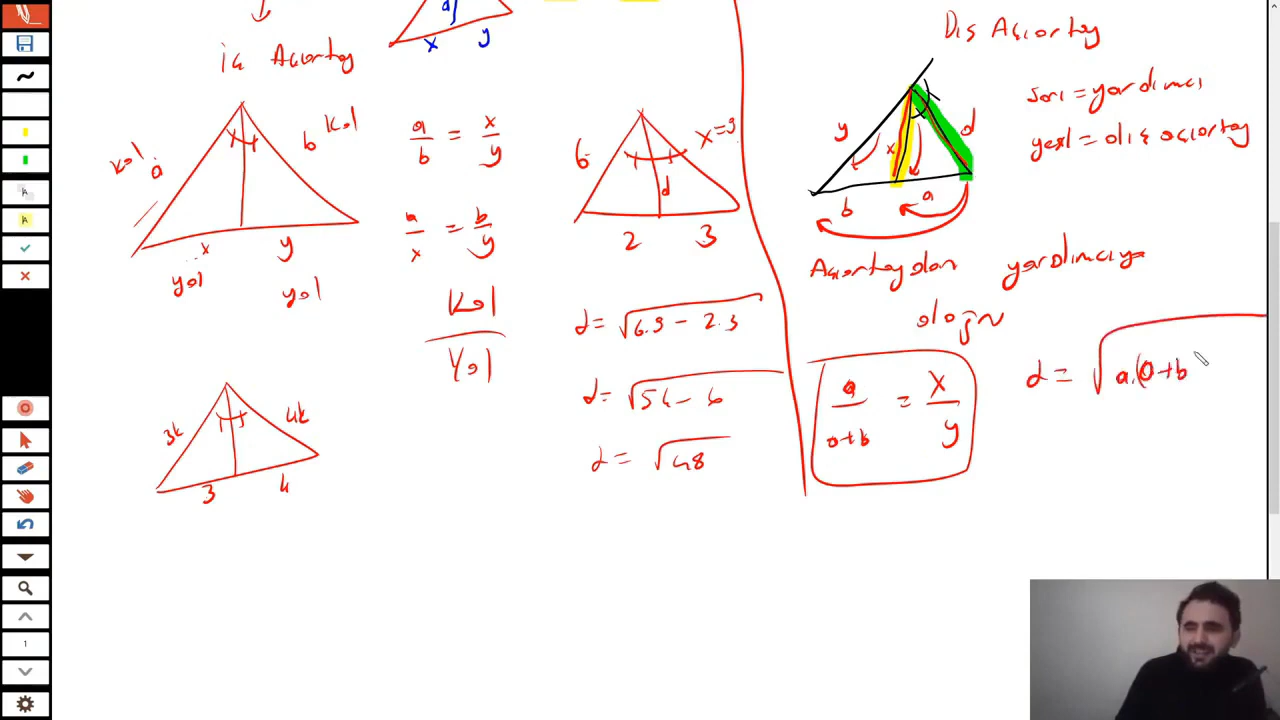 a
x y
İç Açıortay
kol a
b kol
x y
yol yol
a/b = x/y
a/x = b/y
kol/yol
3k 4k
3 4
6 x=9
d
2 3
d = √6.9 − 2.3
d = √54 − 6
d = √48
Dış Açıortay
y x d
b a
sarı = yardımcı
yeşil = dış açıortay
Açıortaydan yardımcıya
a/a+b = x/y
d = √a.(a+b
1